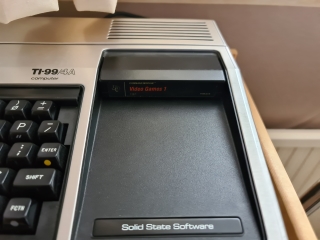 TI-99/4A
computer
Video Games 1
P
ENTER
SHIFT
FCTN
Solid State Software